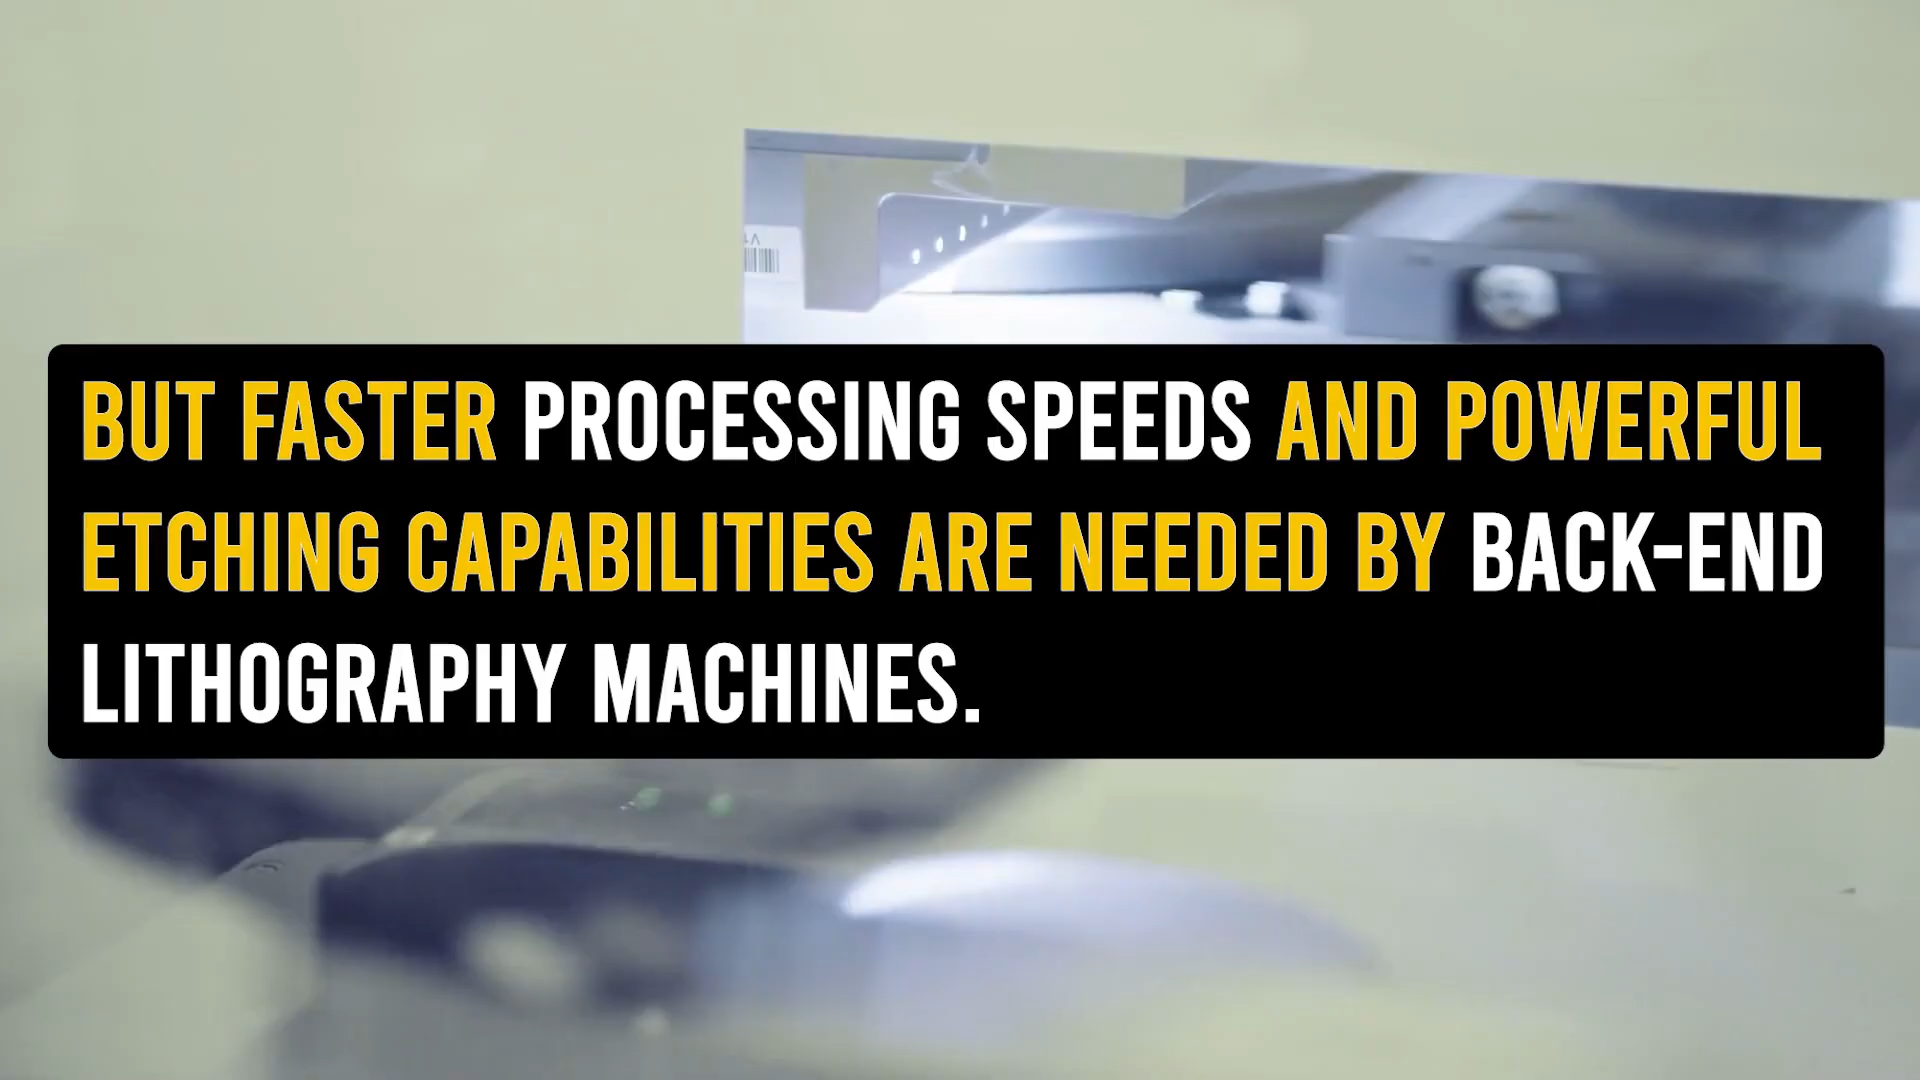 BUT FASTER PROCESSING SPEEDS AND POWERFUL
ETCHING CAPABILITIES ARE NEEDED BY BACK-END
LITHOGRAPHY MACHINES.